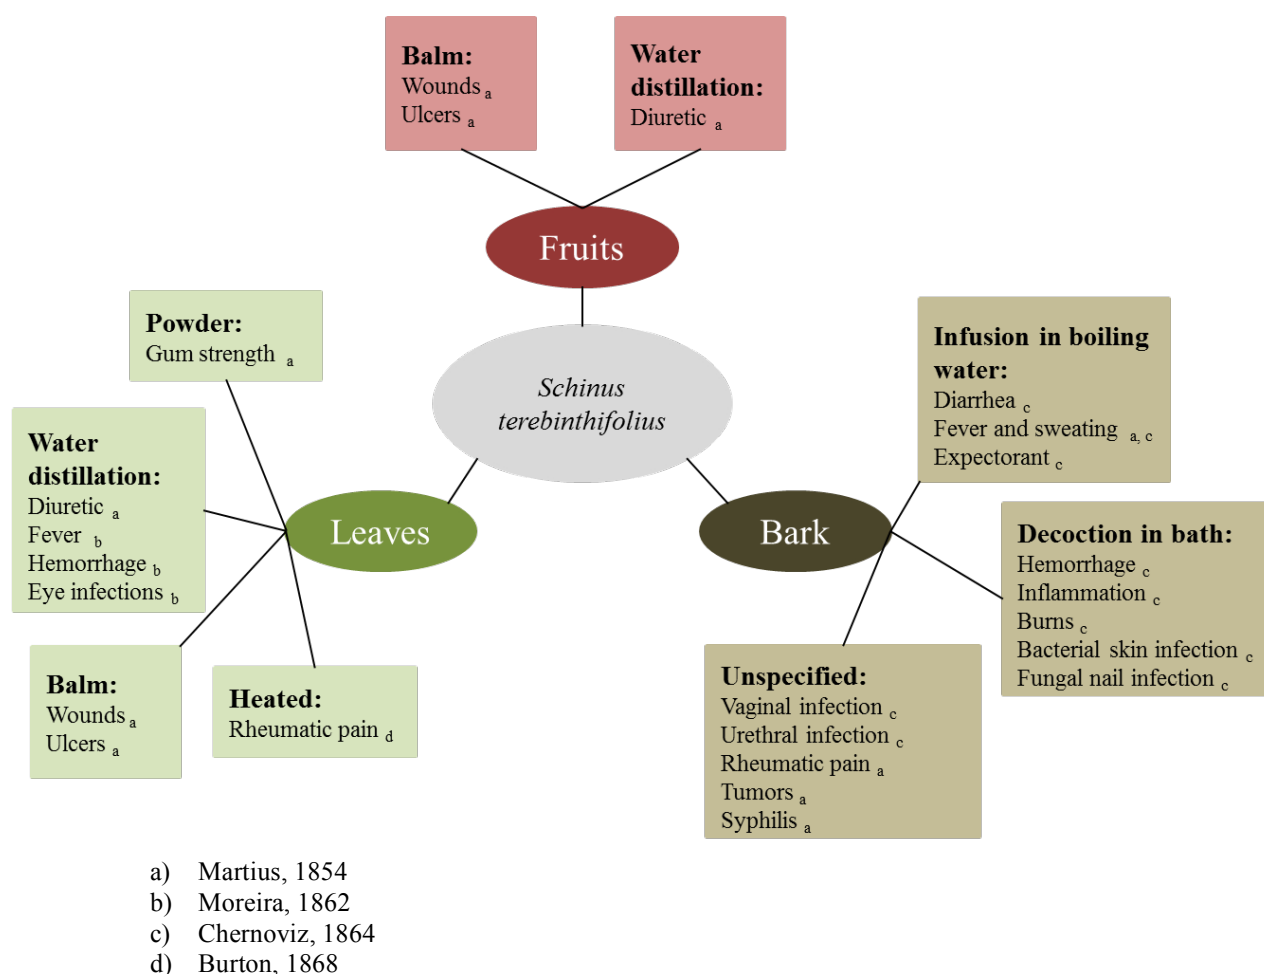 Balm:
Wounds a
Ulcers a
Water
distillation:
Diuretic a
Fruits
Powder:
Gum strength a
Schinus
terebinthifolius
Infusion in boiling
water:
Diarrhea c
Fever and sweating a, c
Expectorant c
Water
distillation:
Diuretic a
Fever b
Hemorrhage b
Eye infections b
Leaves
Bark
Decoction in bath:
Hemorrhage c
Inflammation c
Burns c
Bacterial skin infection c
Fungal nail infection c
Balm:
Wounds a
Ulcers a
Heated:
Rheumatic pain d
Unspecified:
Vaginal infection c
Urethral infection c
Rheumatic pain a
Tumors a
Syphilis a
a) Martius, 1854
b) Moreira, 1862
c) Chernoviz, 1864
d) Burton, 1868